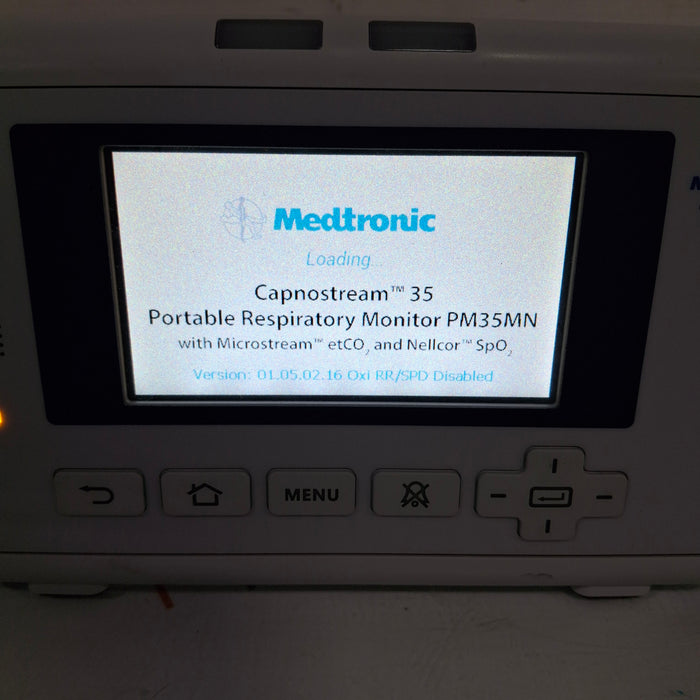 Medtronic
Loading...
Capnostream™ 35
Portable Respiratory Monitor PM35MN
with Microstream™ etCO₂ and Nellcor™ SpO₂
Version: 01.05.02.16 Oxi RR/SPD Disabled
MENU